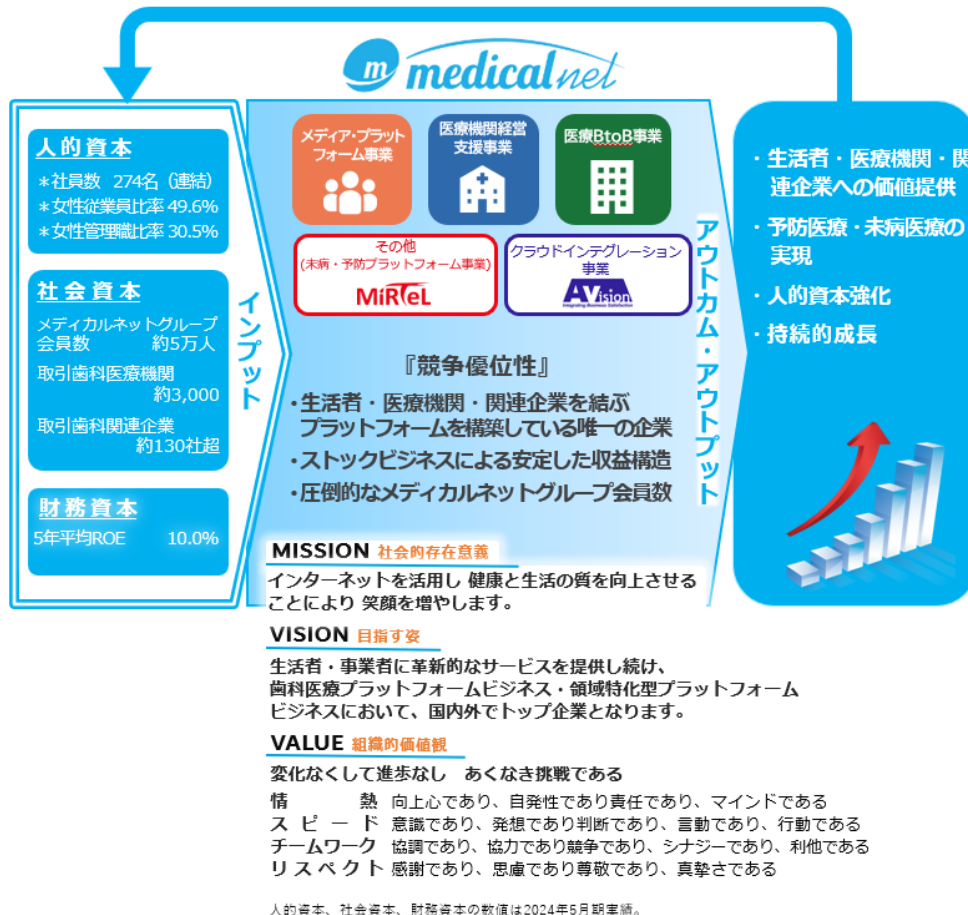 medicalnet
人的資本
＊社員数 274名（連結）
＊女性従業員比率 49.6%
＊女性管理職比率 30.5%
社会資本
メディカルネットグループ
会員数 約5万人
取引歯科医療機関
約3,000
取引歯科関連企業
約130社超
財務資本
5年平均ROE 10.0%
インプット
メディア・プラット
フォーム事業
医療機関経営
支援事業
医療BtoB事業
その他
(未病・予防プラットフォーム事業)
MiRTeL
クラウドインテグレーション
事業
AVision
Integrating Business Satisfaction
『競争優位性』
・生活者・医療機関・関連企業を結ぶ
プラットフォームを構築している唯一の企業
・ストックビジネスによる安定した収益構造
・圧倒的なメディカルネットグループ会員数
アウトカム・アウトプット
・生活者・医療機関・関
連企業への価値提供
・予防医療・未病医療の
実現
・人的資本強化
・持続的成長
MISSION 社会的存在意義
インターネットを活用し 健康と生活の質を向上させる
ことにより 笑顔を増やします。
VISION 目指す姿
生活者・事業者に革新的なサービスを提供し続け、
歯科医療プラットフォームビジネス・領域特化型プラットフォーム
ビジネスにおいて、国内外でトップ企業となります。
VALUE 組織的価値観
変化なくして進歩なし あくなき挑戦である
情熱 向上心であり、自発性であり責任であり、マインドである
スピード 意識であり、発想であり判断であり、言動であり、行動である
チームワーク 協調であり、協力であり競争であり、シナジーであり、利他である
リスペクト 感謝であり、思慮であり尊敬であり、真摯さである
人的資本、社会資本、財務資本の数値は2024年5月期実績。